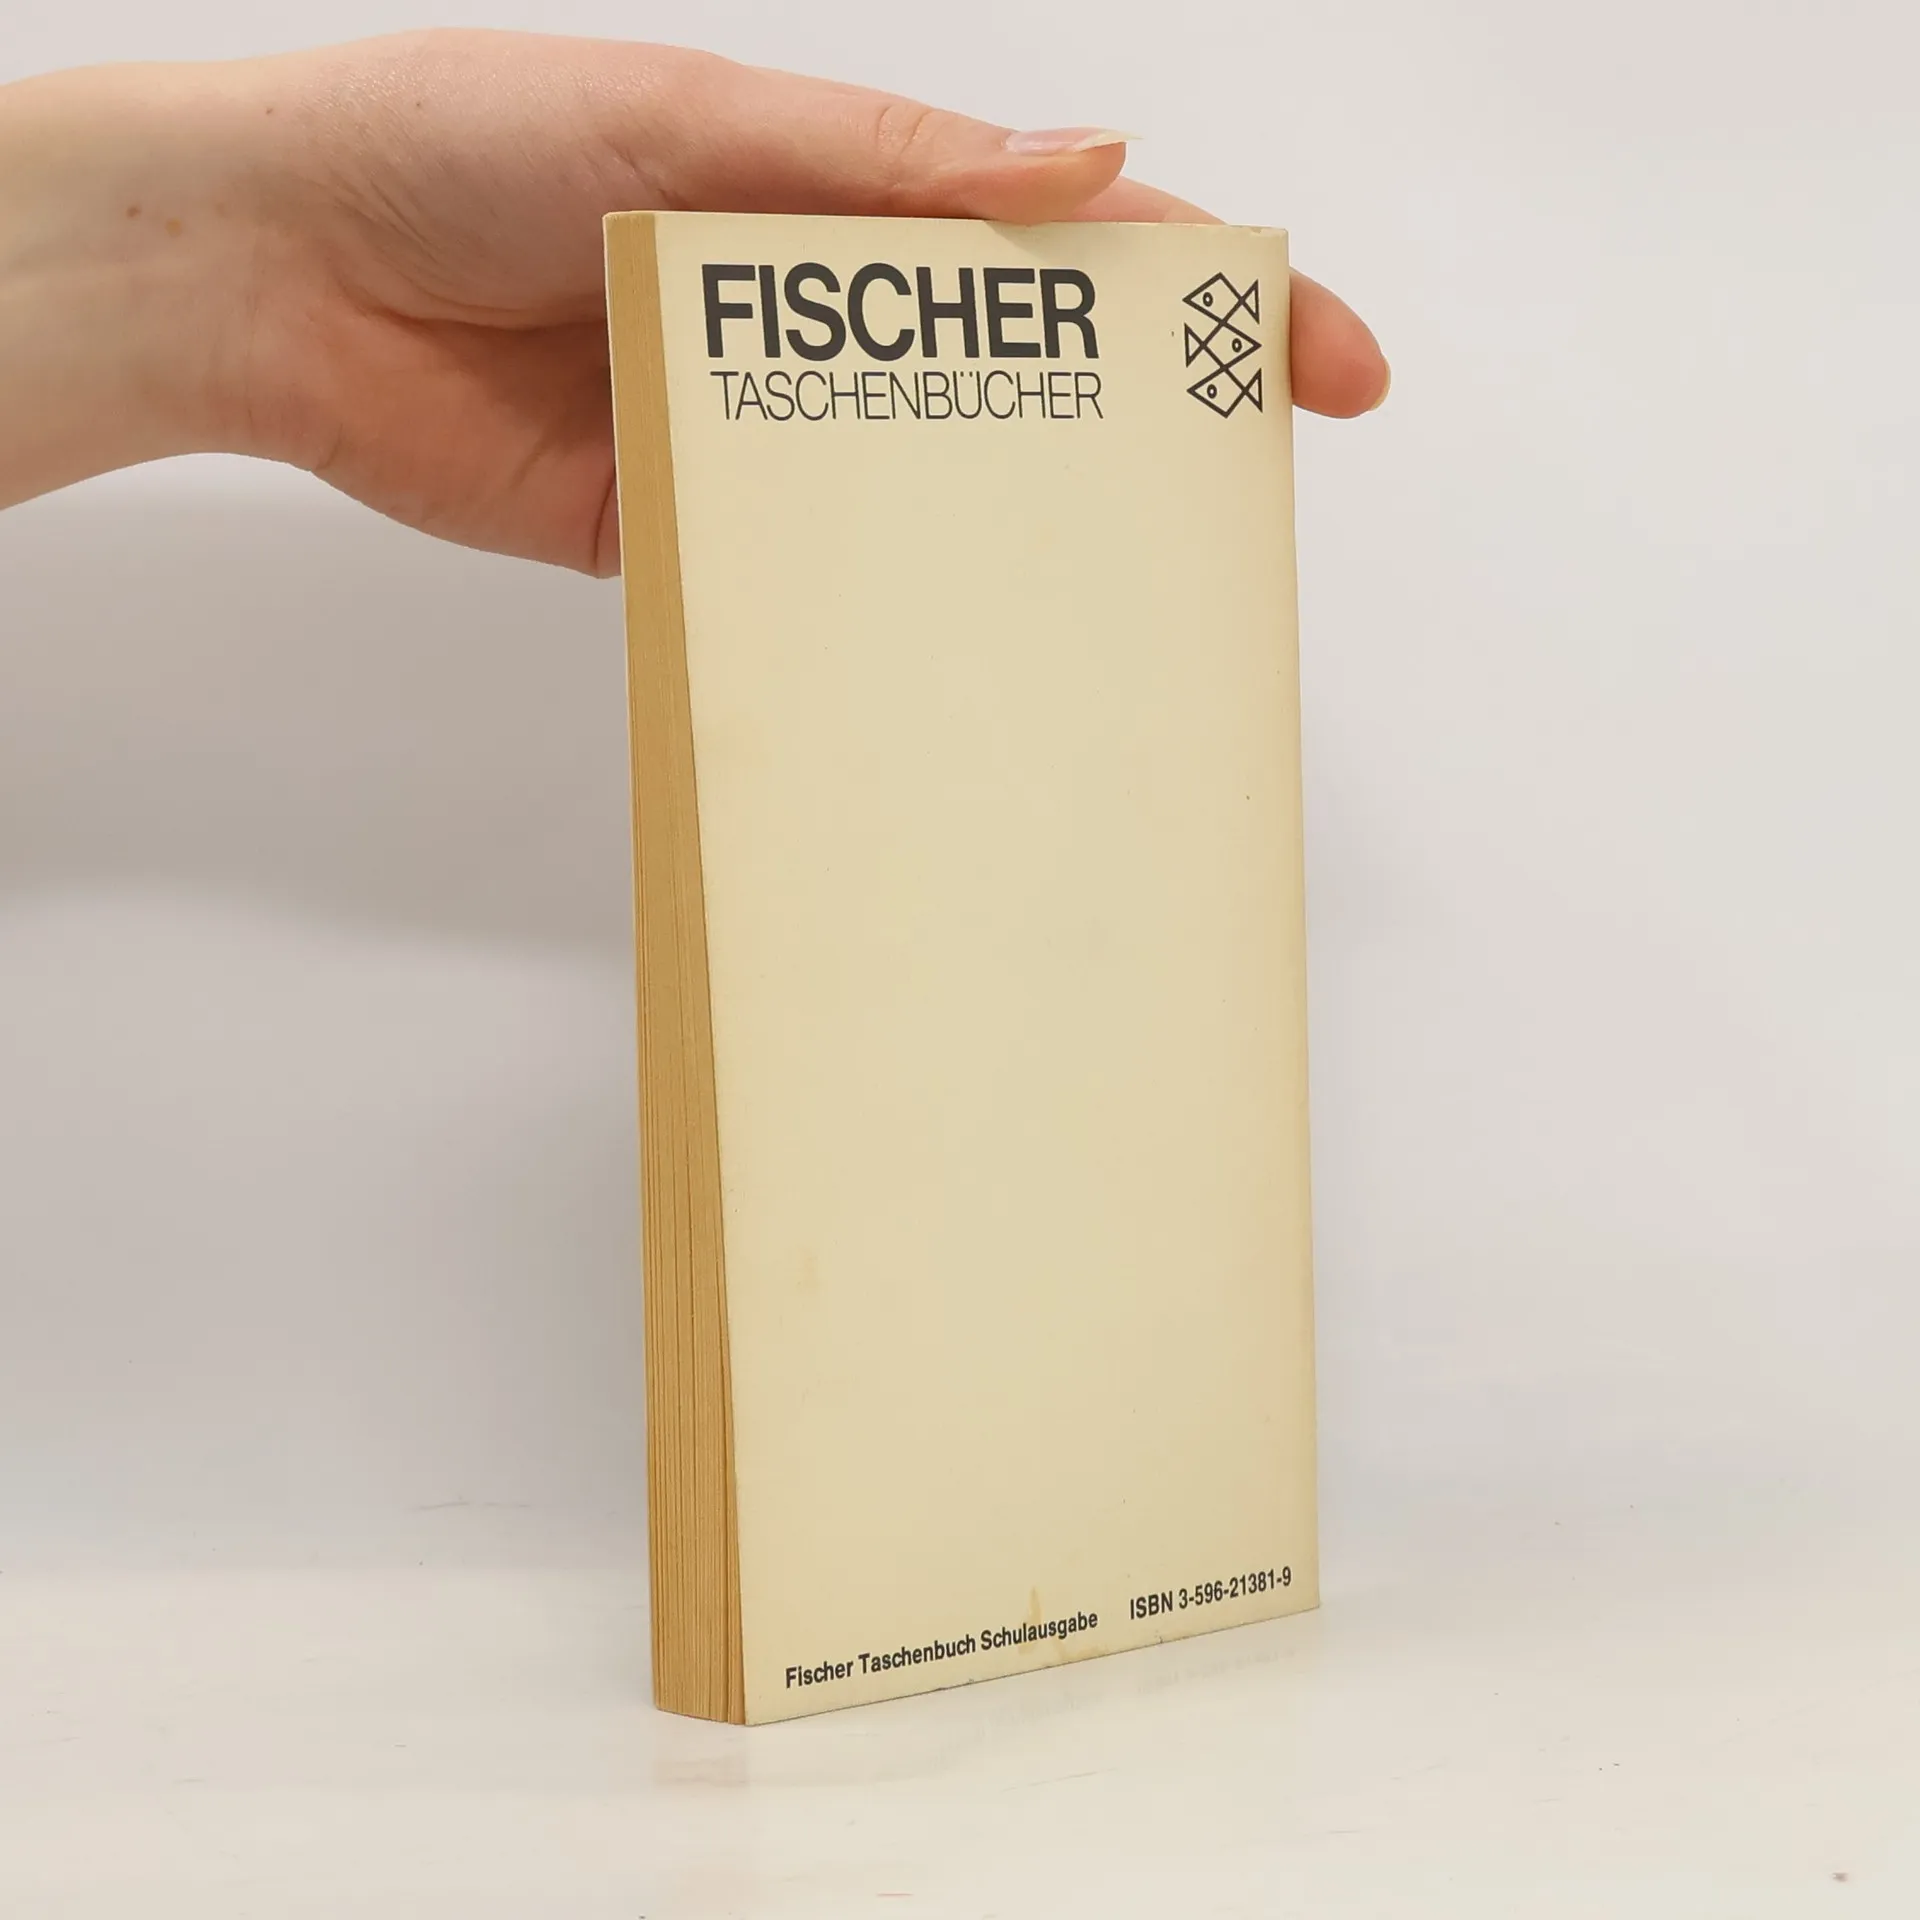 FISCHER
TASCHENBÜCHER
Fischer Taschenbuch Schulausgabe ISBN 3-596-21381-9